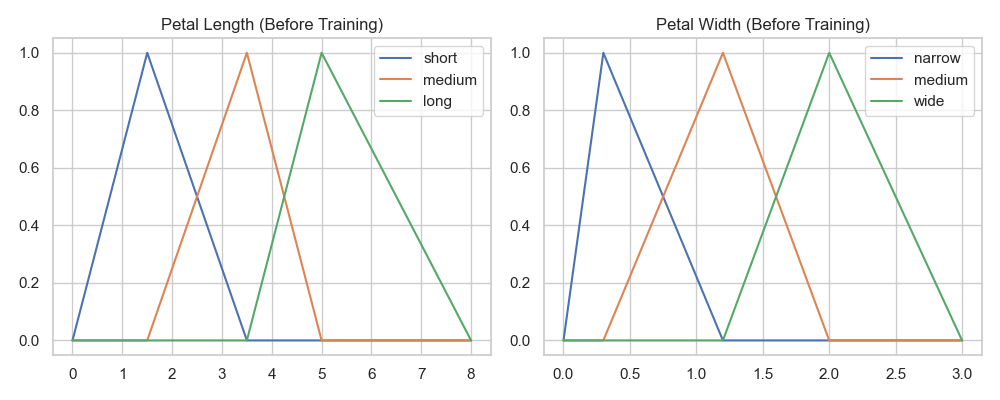 Petal Length (Before Training)
1.0
0.8
0.6
0.4
0.2
0.0
0 1 2 3 4 5 6 7 8
short
medium
long
Petal Width (Before Training)
1.0
0.8
0.6
0.4
0.2
0.0
0.0 0.5 1.0 1.5 2.0 2.5 3.0
narrow
medium
wide